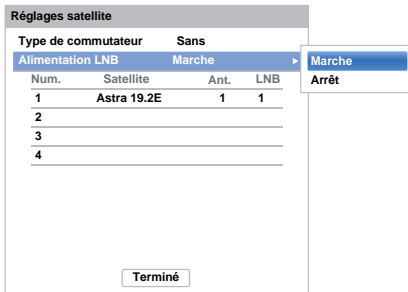 Réglages satellite
Type de commutateur Sans
Alimentation LNB Marche
Marche
Arrêt
Num. Satellite Ant. LNB
1 Astra 19.2E 1 1
2
3
4
Terminé